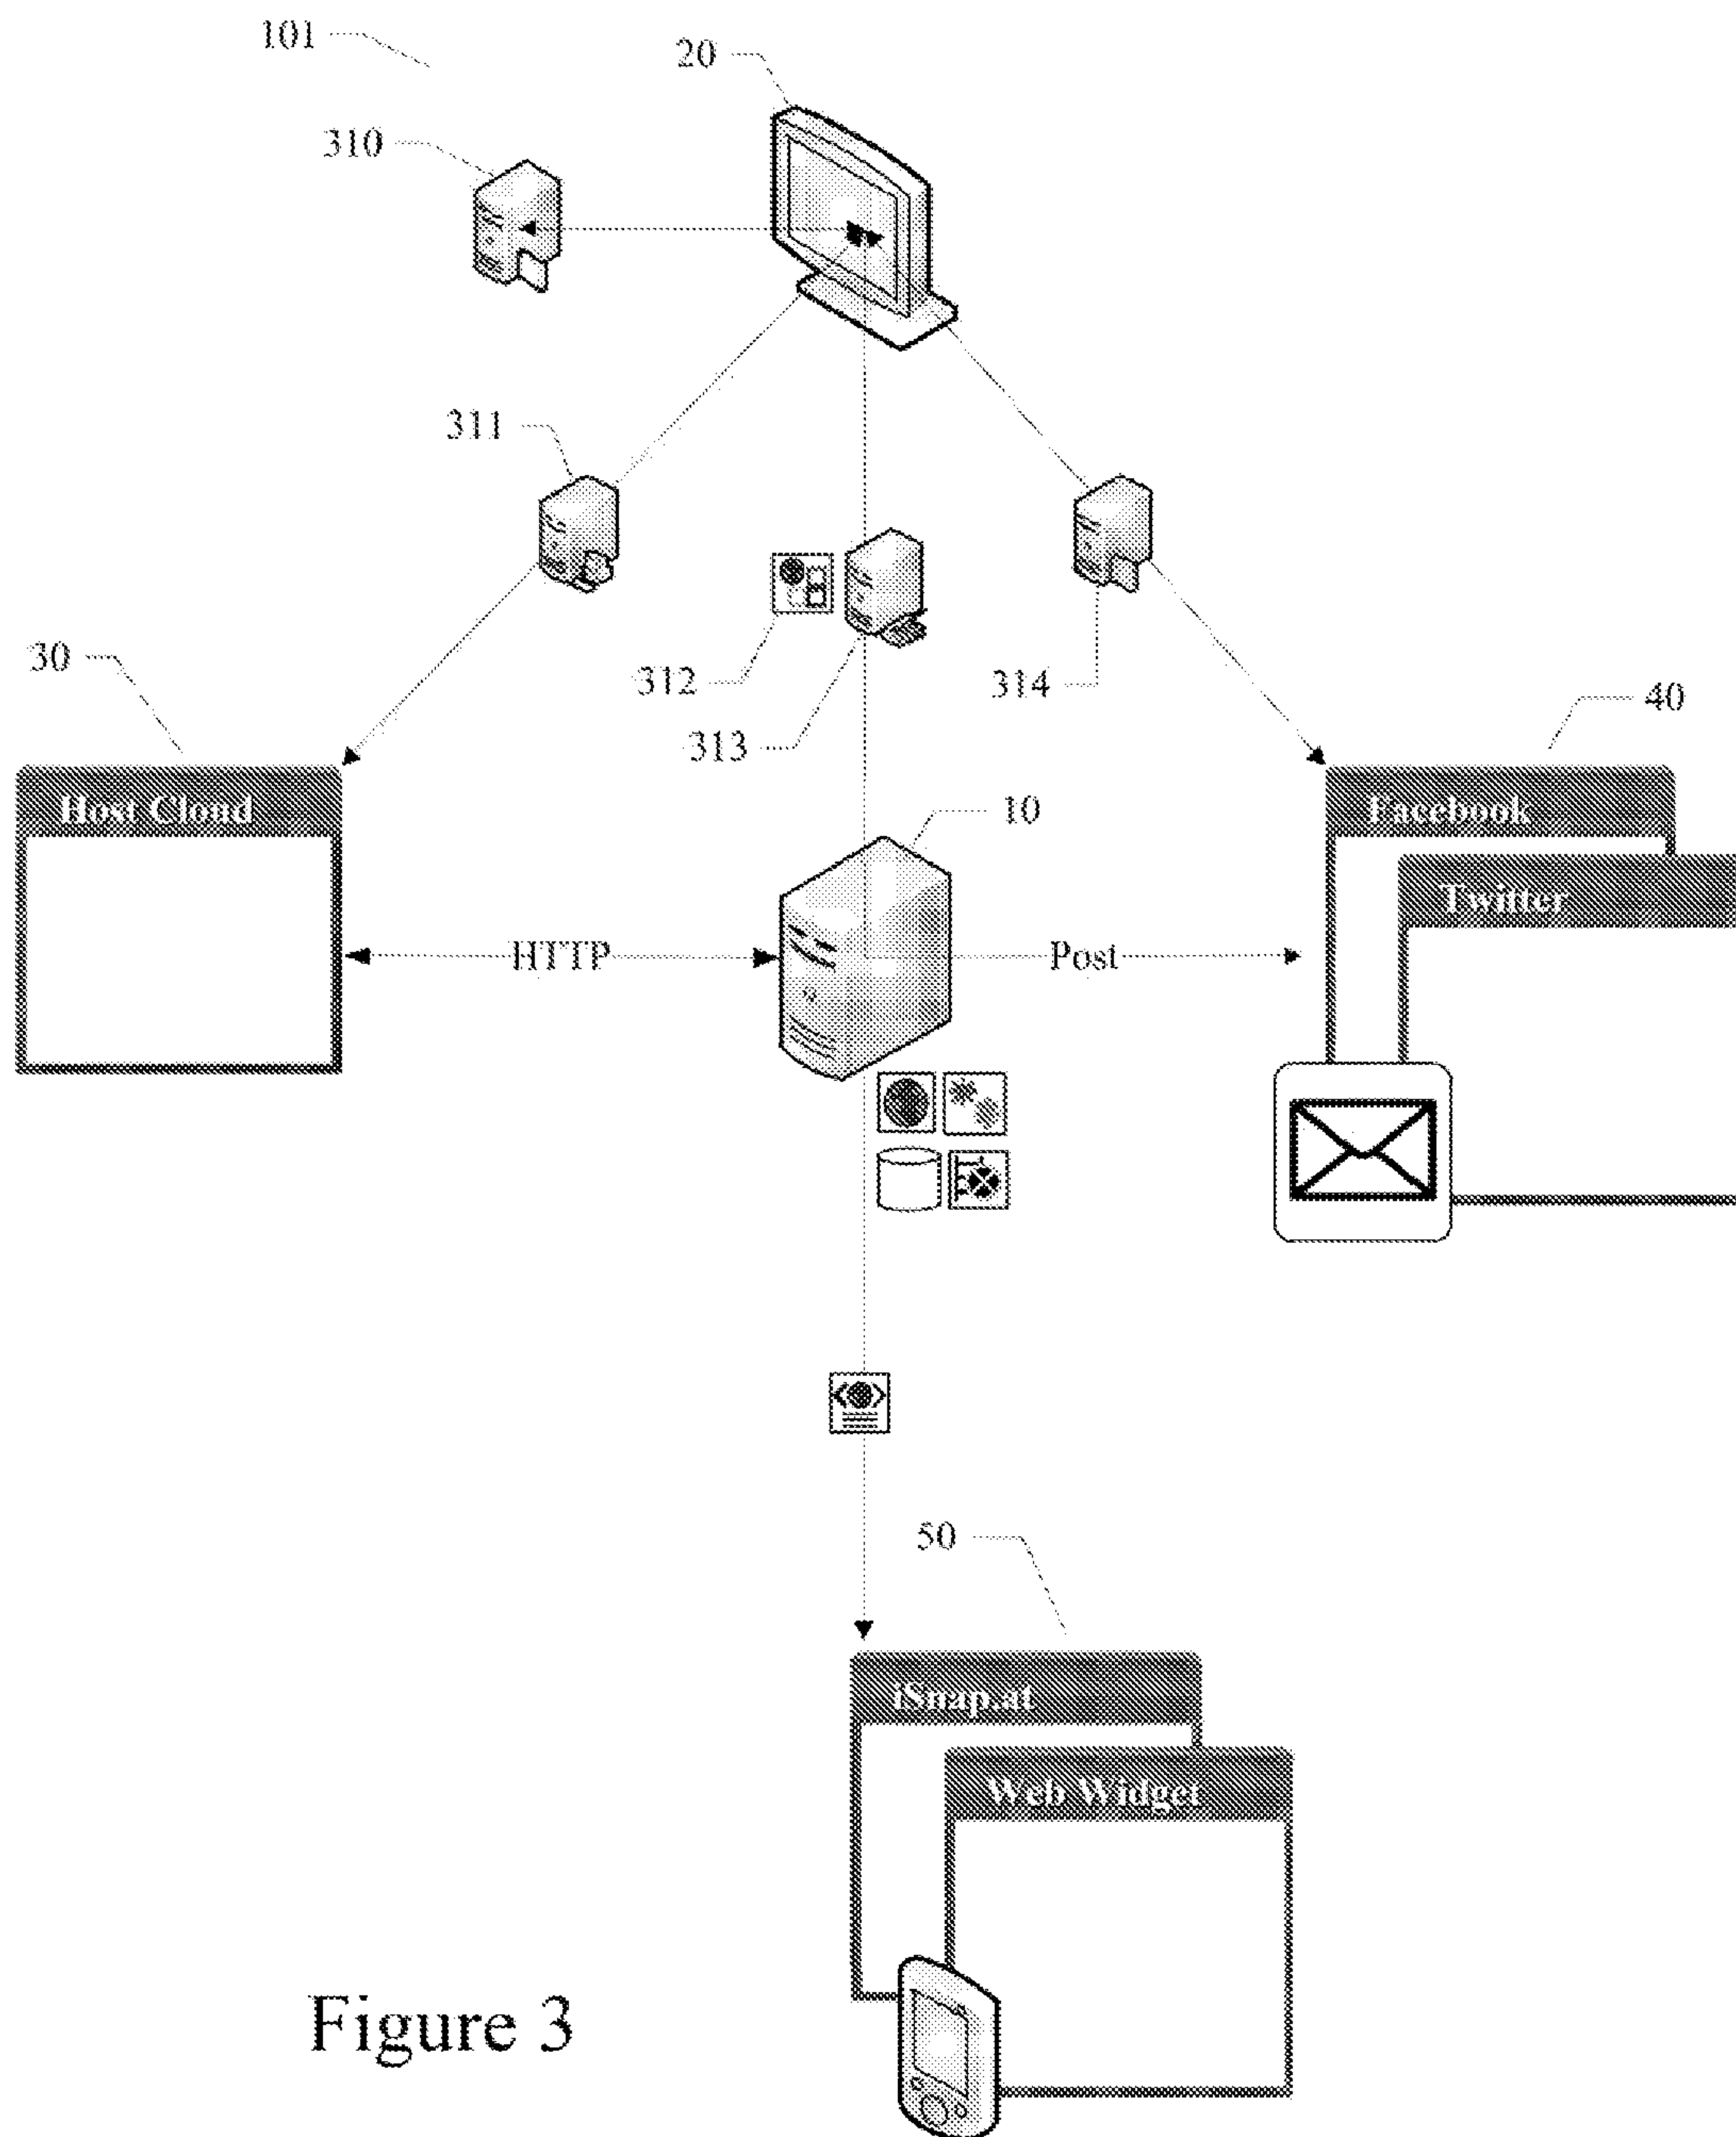 101
20
310
311
312
313
314
30
Host Cloud
40
Facebook
Twitter
10
HTTP
Post
50
iSnap.at
Web Widget
Figure 3